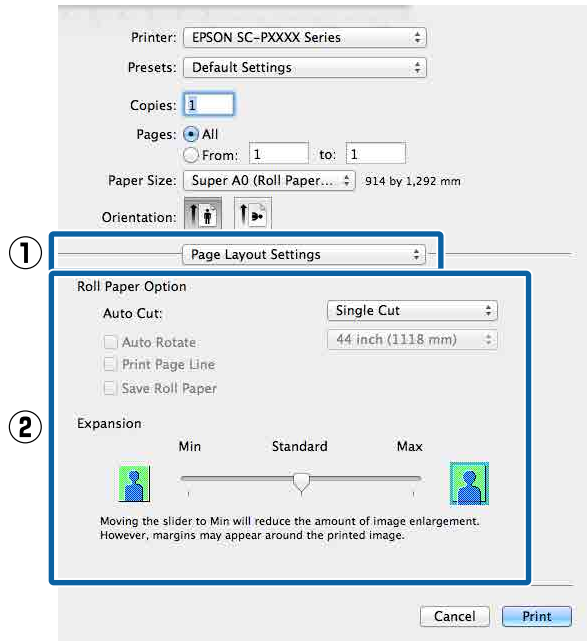 Printer: EPSON SC-PXXXX Series
Presets: Default Settings
Copies: 1
Pages: All
From: 1 to: 1
Paper Size: Super A0 (Roll Paper... 914 by 1,292 mm
Orientation:
① Page Layout Settings
Roll Paper Option
Auto Cut: Single Cut
Auto Rotate 44 inch (1118 mm)
Print Page Line
Save Roll Paper
②
Expansion
Min Standard Max
Moving the slider to Min will reduce the amount of image enlargement.
However, margins may appear around the printed image.
Cancel Print